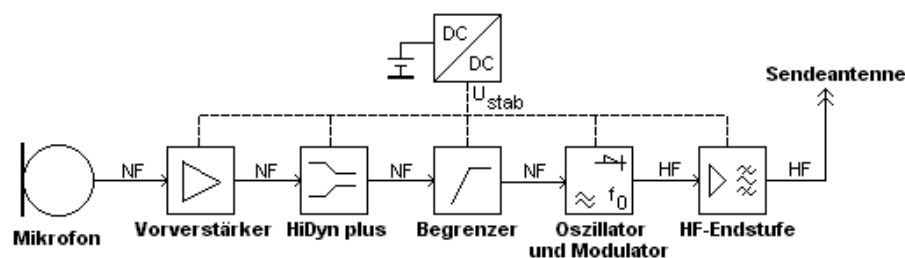 DC
DC
U stab
Sendeantenne
NF NF NF NF HF HF
f0
Mikrofon
Vorverstärker
HiDyn plus
Begrenzer
Oszillator
und Modulator
HF-Endstufe